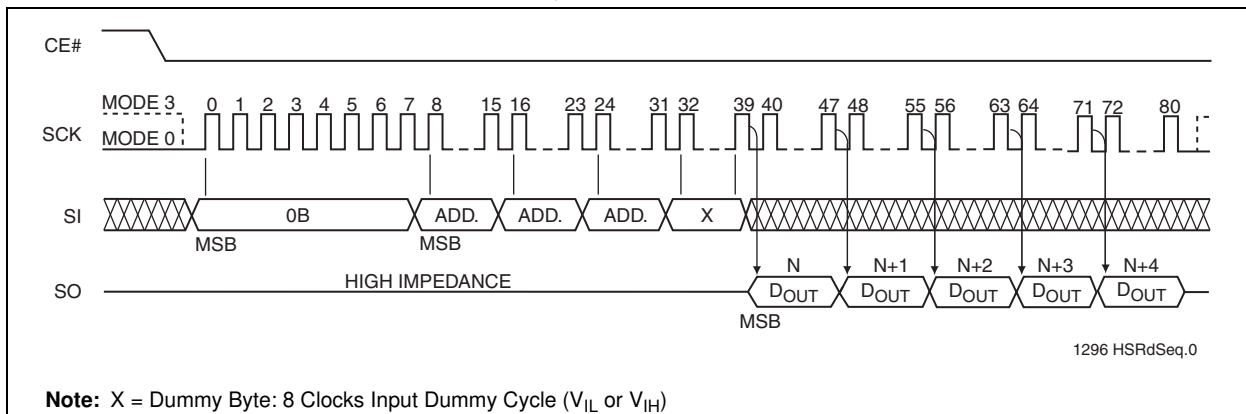 CE#
MODE 3 0 1 2 3 4 5 6 7 8 15 16 23 24 31 32 39 40 47 48 55 56 63 64 71 72 80
SCK
MODE 0
SI 0B ADD. ADD. ADD. X
MSB MSB
N N+1 N+2 N+3 N+4
SO HIGH IMPEDANCE DOUT DOUT DOUT DOUT DOUT
MSB
1296 HSRdSeq.0
Note: X = Dummy Byte: 8 Clocks Input Dummy Cycle (VIL or VIH)